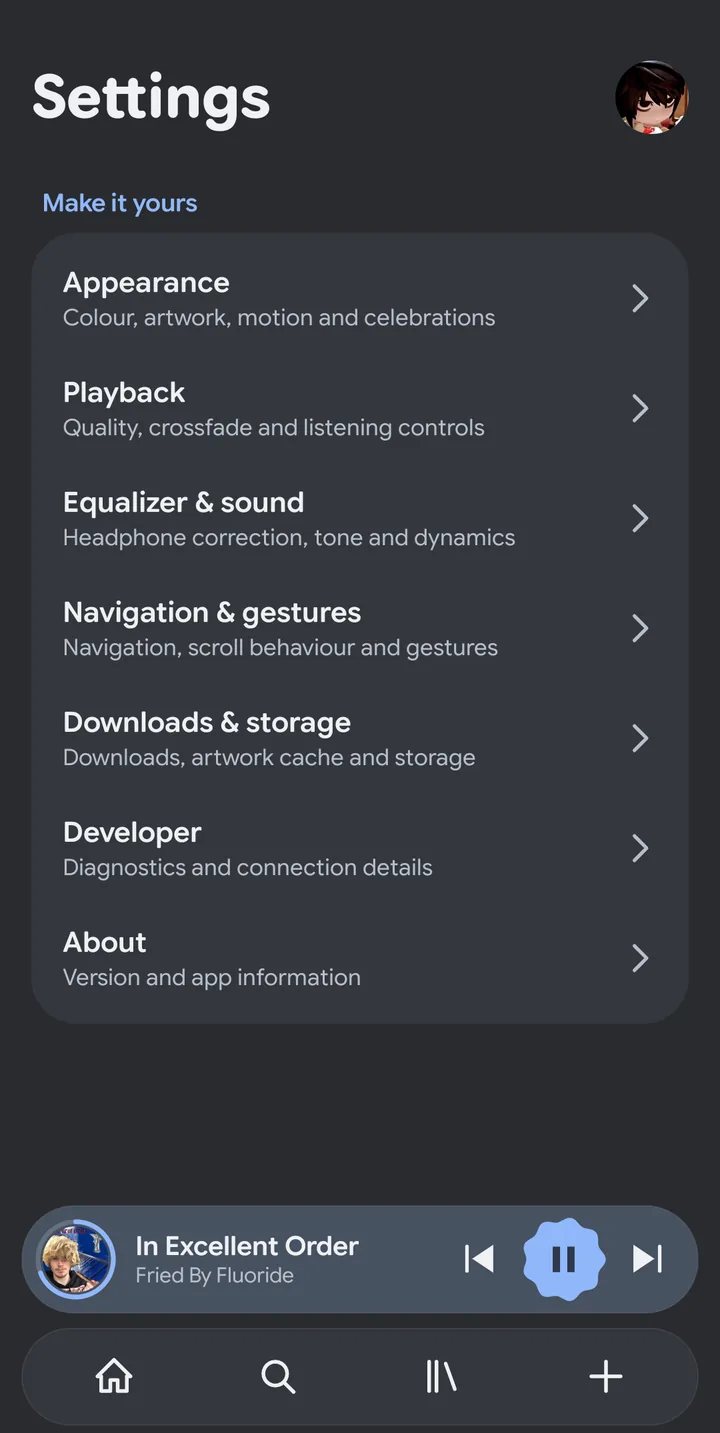 Settings
Make it yours
Appearance
Colour, artwork, motion and celebrations
Playback
Quality, crossfade and listening controls
Equalizer & sound
Headphone correction, tone and dynamics
Navigation & gestures
Navigation, scroll behaviour and gestures
Downloads & storage
Downloads, artwork cache and storage
Developer
Diagnostics and connection details
About
Version and app information
In Excellent Order
Fried By Fluoride